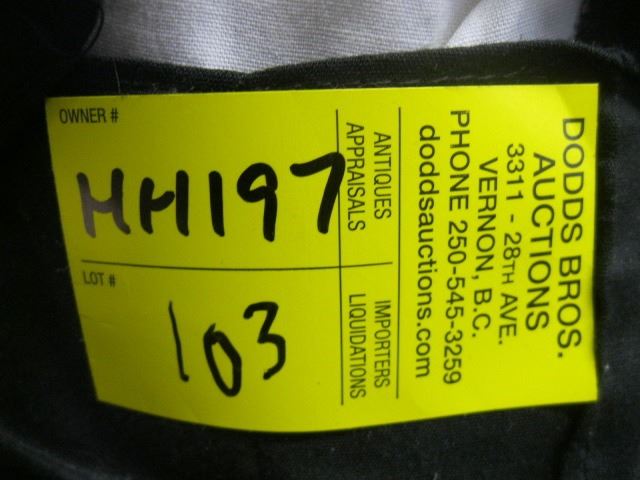 OWNER #
HH197
LOT #
103
ANTIQUES
APPRAISALS
IMPORTERS
LIQUIDATIONS
DODDS BROS.
AUCTIONS
3311 - 28TH AVE.
VERNON, B.C.
PHONE 250-545-3259
doddsauctions.com